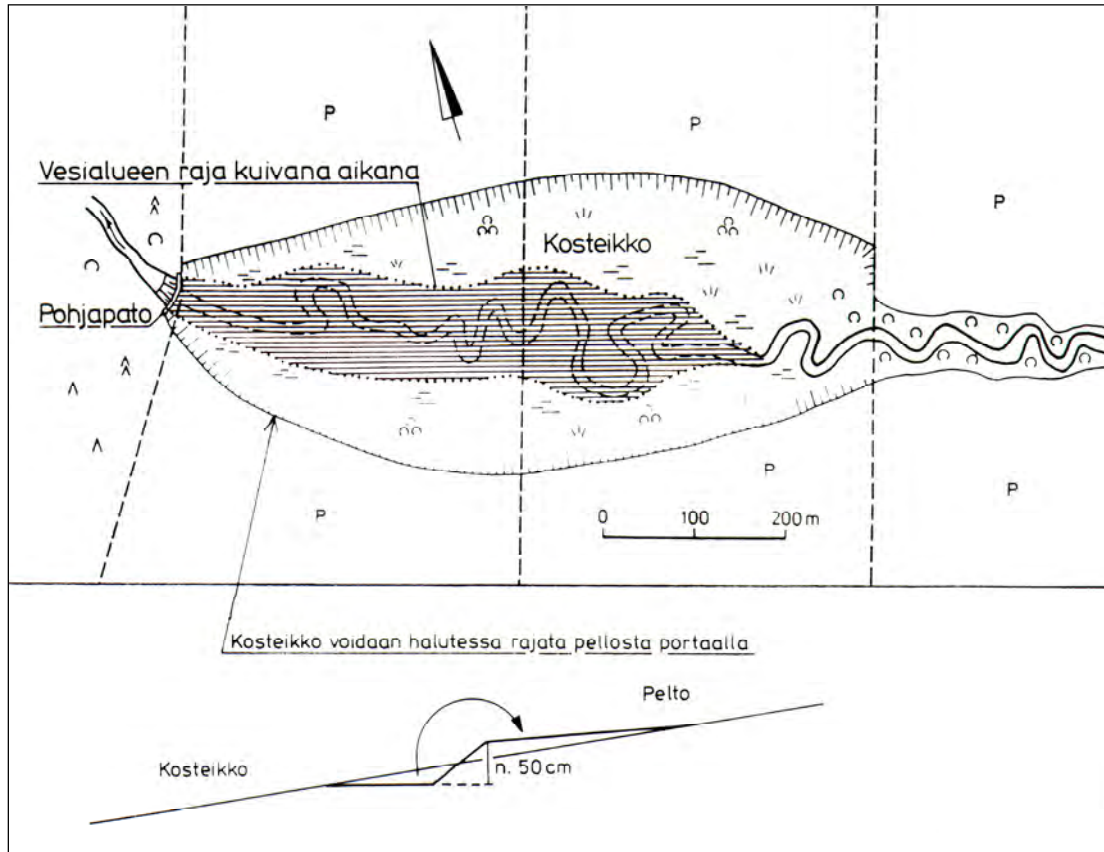 P
P
Vesialueen raja kuivana aikana
P
Kosteikko
Pohjapato
P
P
P
0 100 200 m
Kosteikko voidaan halutessa rajata pellosta portaalla
Pelto
Kosteikko
n. 50 cm